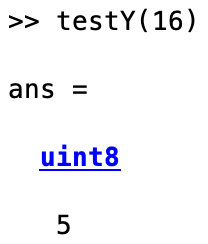 >> testY(16)
ans =
uint8
5